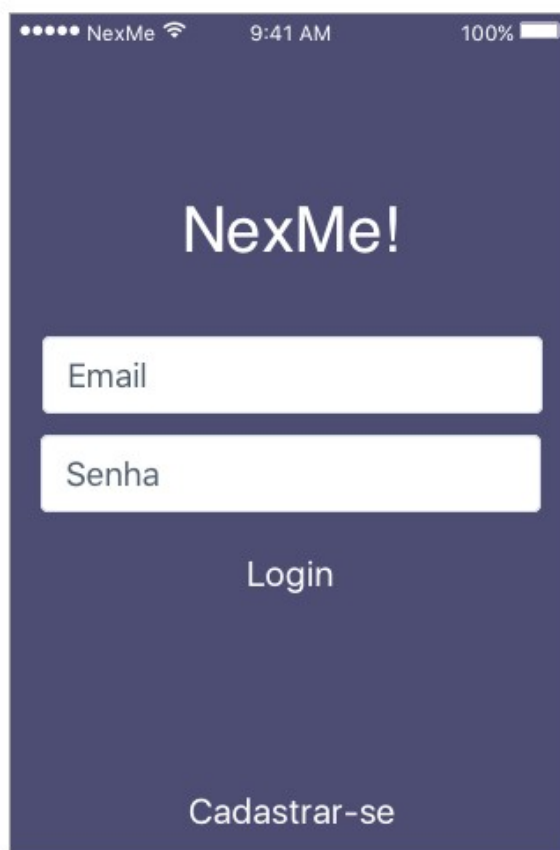 NexMe 9:41 AM 100%
NexMe!
Email
Senha
Login
Cadastrar-se